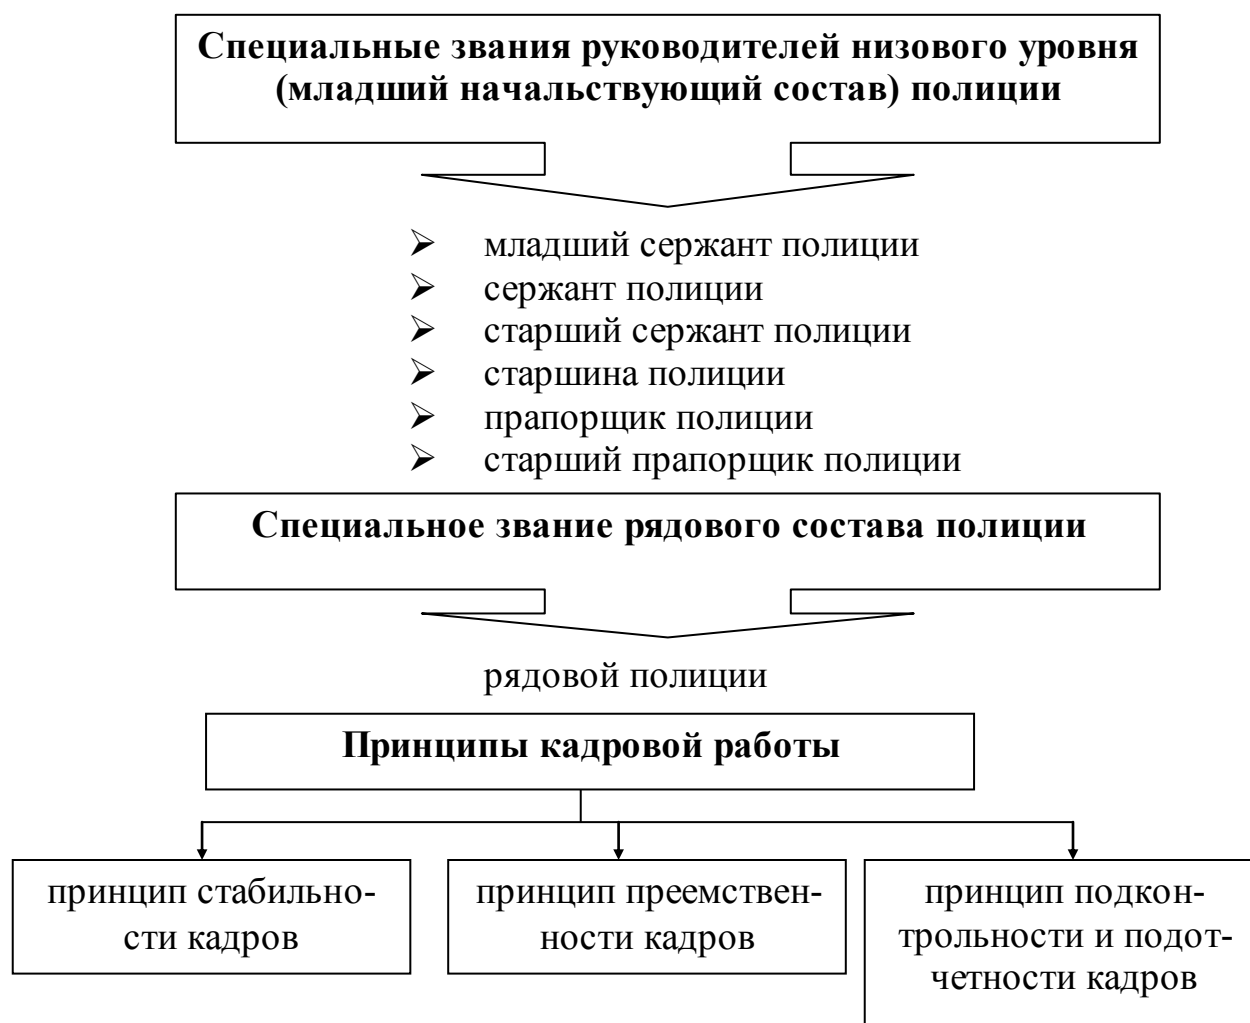 Специальные звания руководителей низового уровня
(младший начальствующий состав) полиции
➢ младший сержант полиции
➢ сержант полиции
➢ старший сержант полиции
➢ старшина полиции
➢ прапорщик полиции
➢ старший прапорщик полиции
Специальное звание рядового состава полиции
рядовой полиции
Принципы кадровой работы
принцип стабильно-
сти кадров
принцип преемствен-
ности кадров
принцип подкон-
трольности и подот-
четности кадров